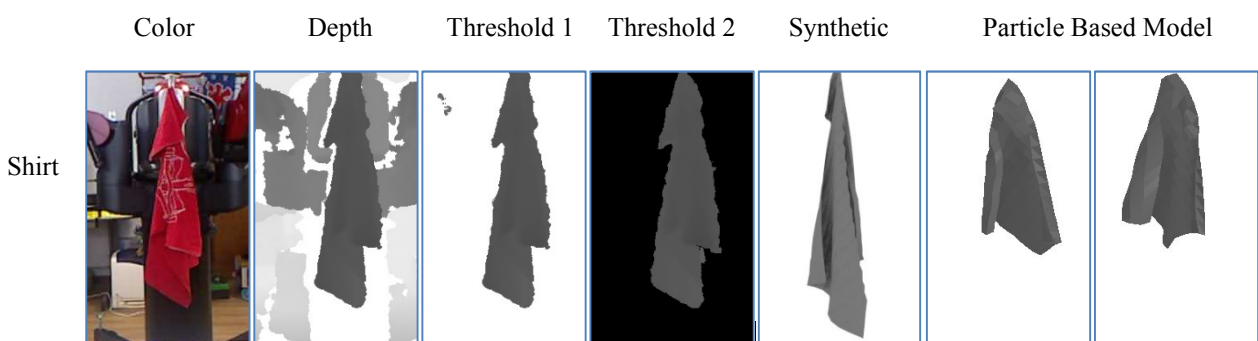 Color Depth Threshold 1 Threshold 2 Synthetic Particle Based Model
Shirt